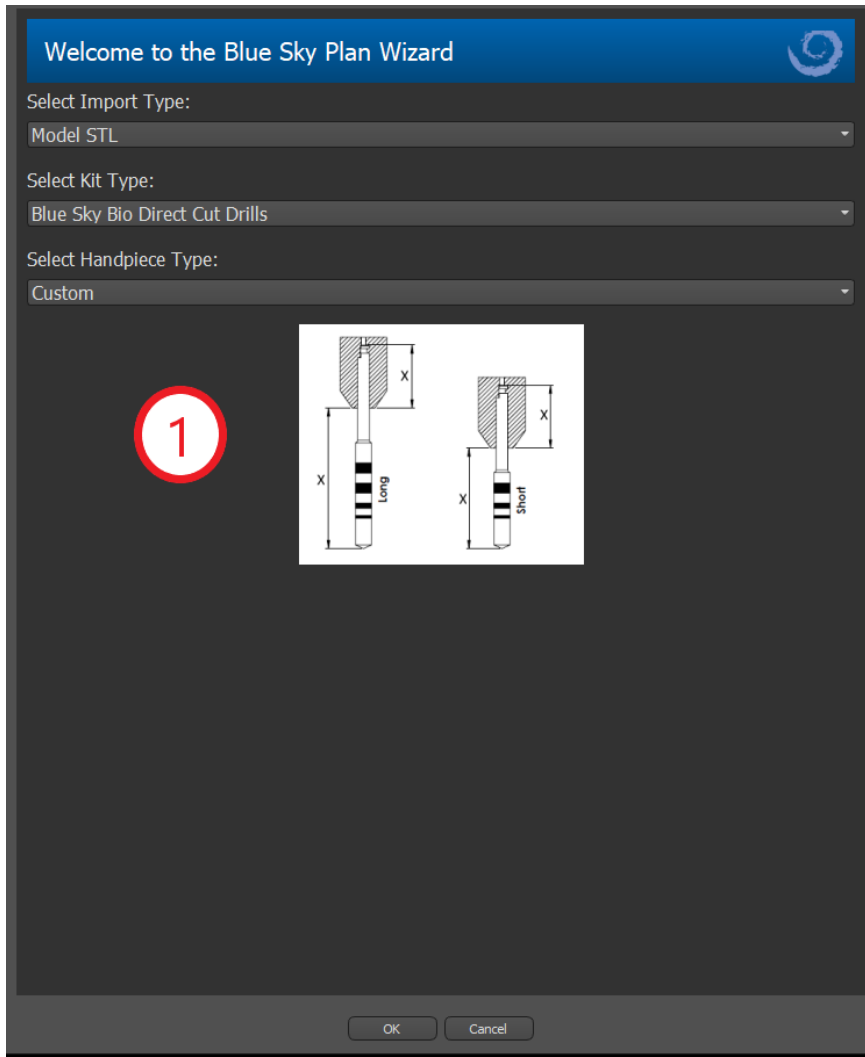 Welcome to the Blue Sky Plan Wizard
Select Import Type:
Model STL
Select Kit Type:
Blue Sky Bio Direct Cut Drills
Select Handpiece Type:
Custom
1
X
X
X
Long
X
Short
OK
Cancel